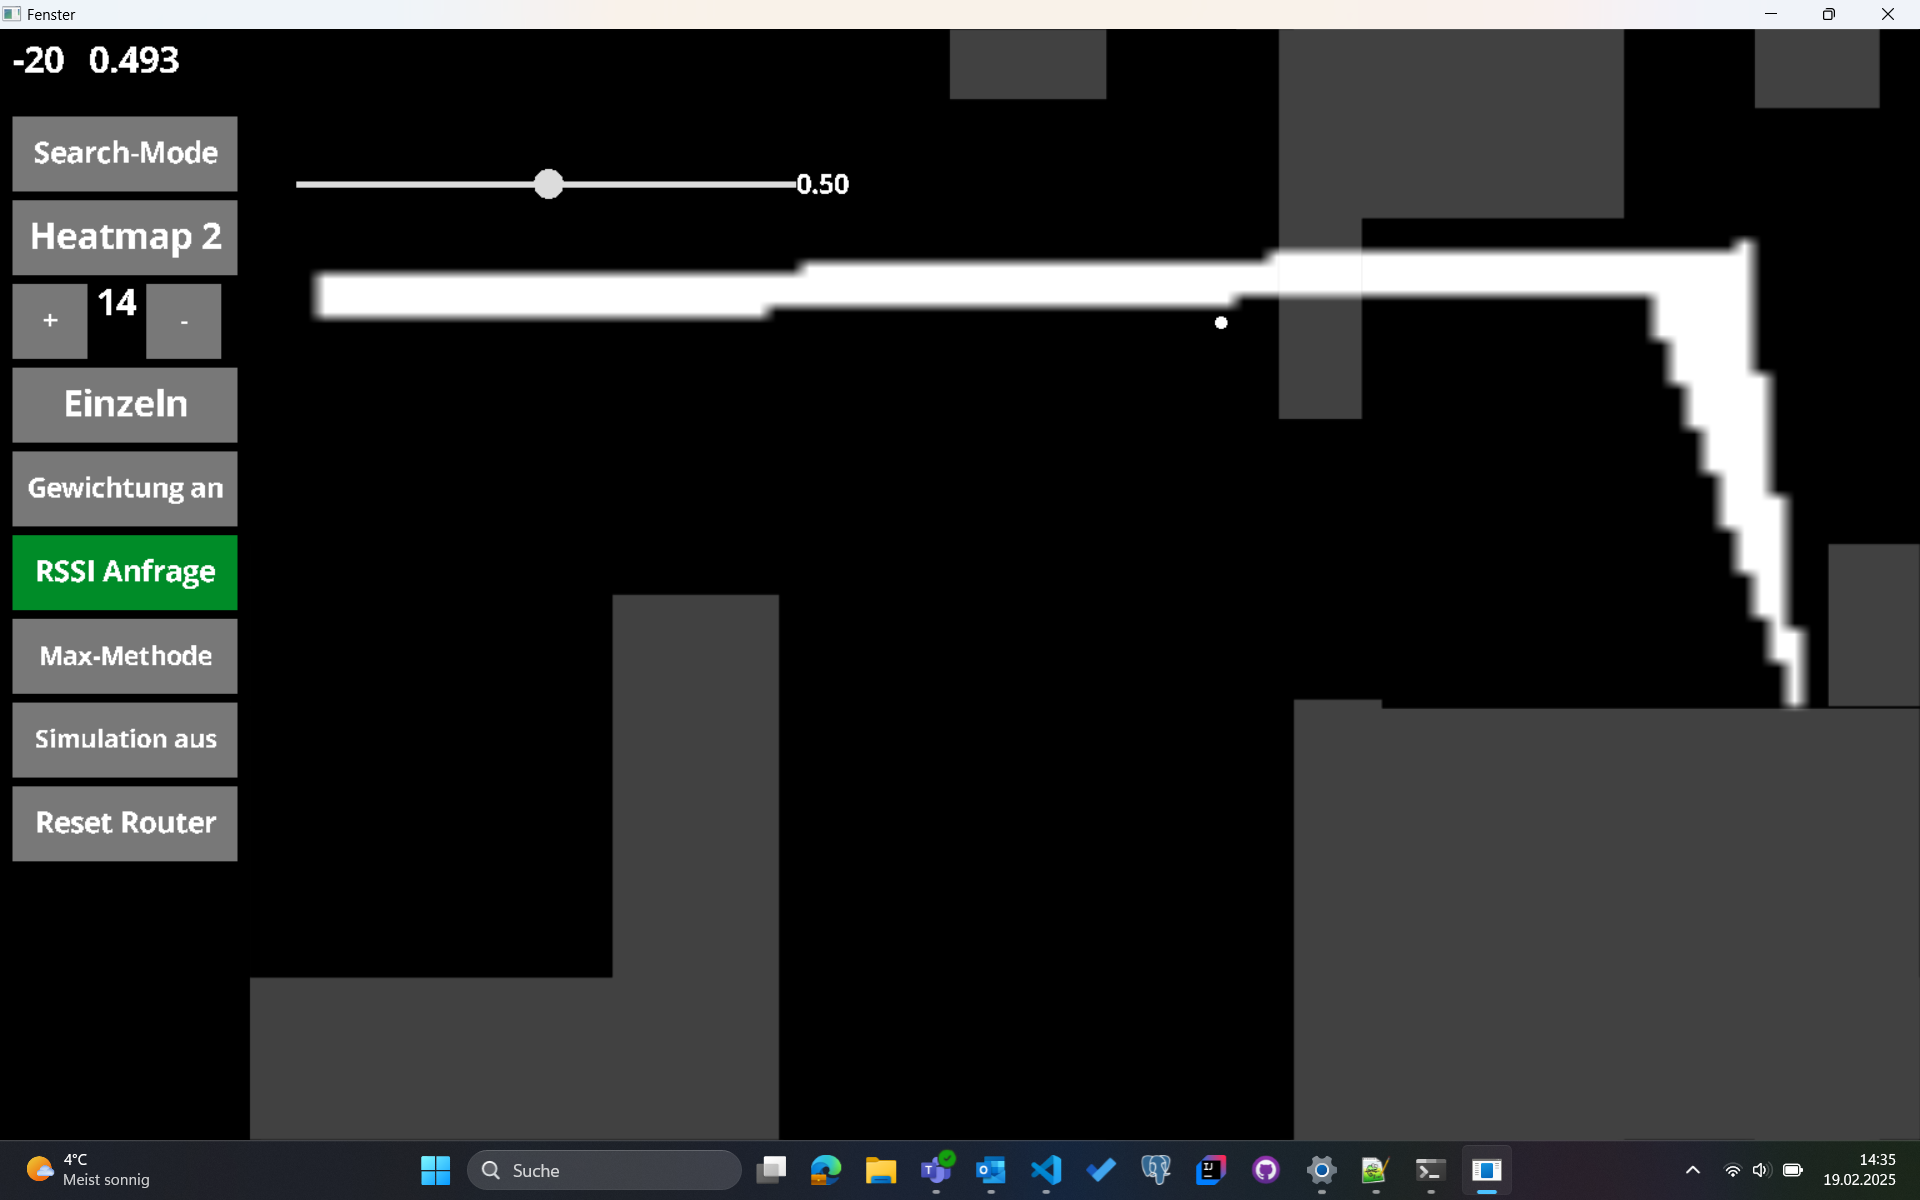 Fenster
-20 0.493
Search-Mode
0.50
Heatmap 2
+ 14 -
Einzeln
Gewichtung an
RSSI Anfrage
Max-Methode
Simulation aus
Reset Router
4°C
Meist sonnig
Suche
14:35
19.02.2025